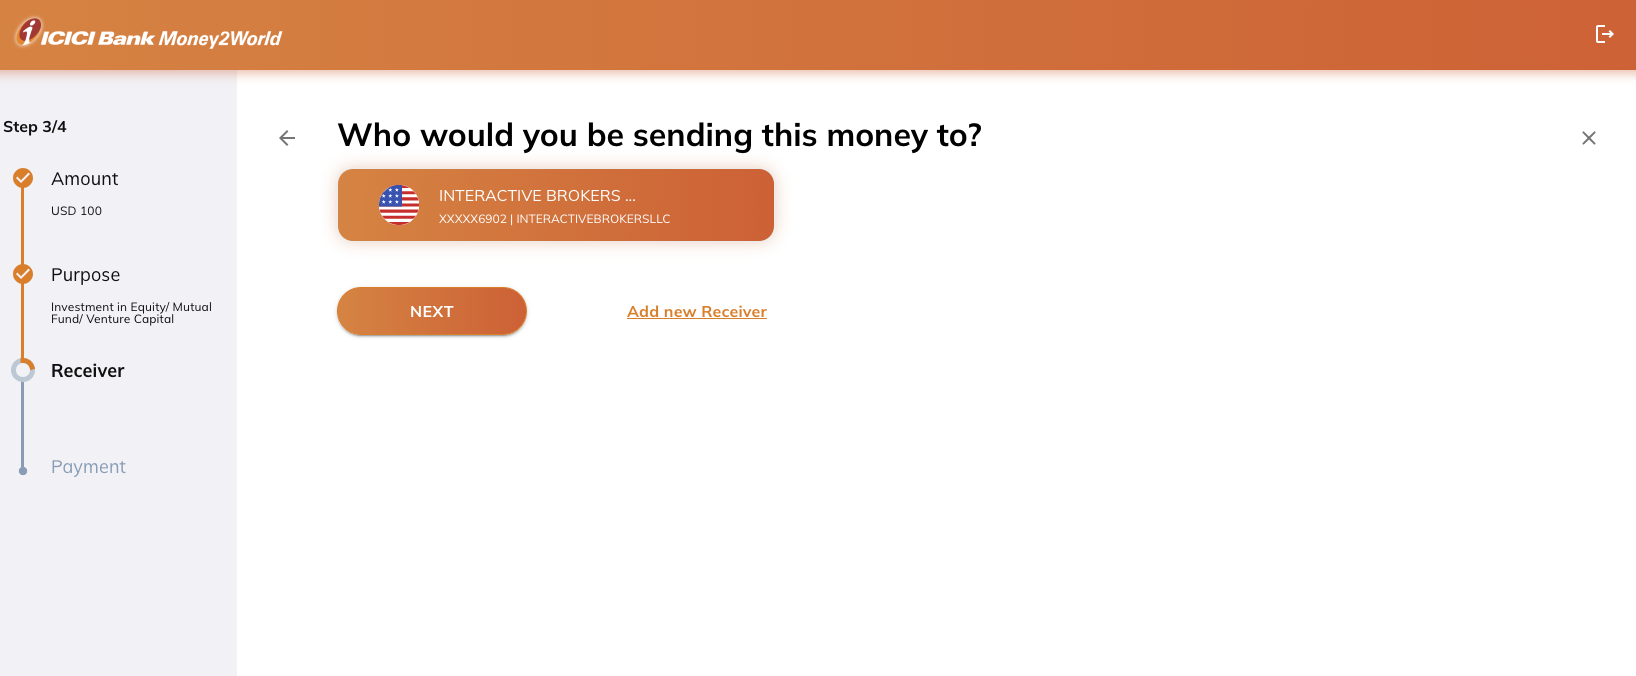 ICICI Bank Money2World
Step 3/4
Amount
USD 100
Purpose
Investment in Equity/ Mutual
Fund/ Venture Capital
Receiver
Payment
Who would you be sending this money to?
INTERACTIVE BROKERS ...
XXXXX6902 | INTERACTIVEBROKERSLLC
NEXT
Add new Receiver